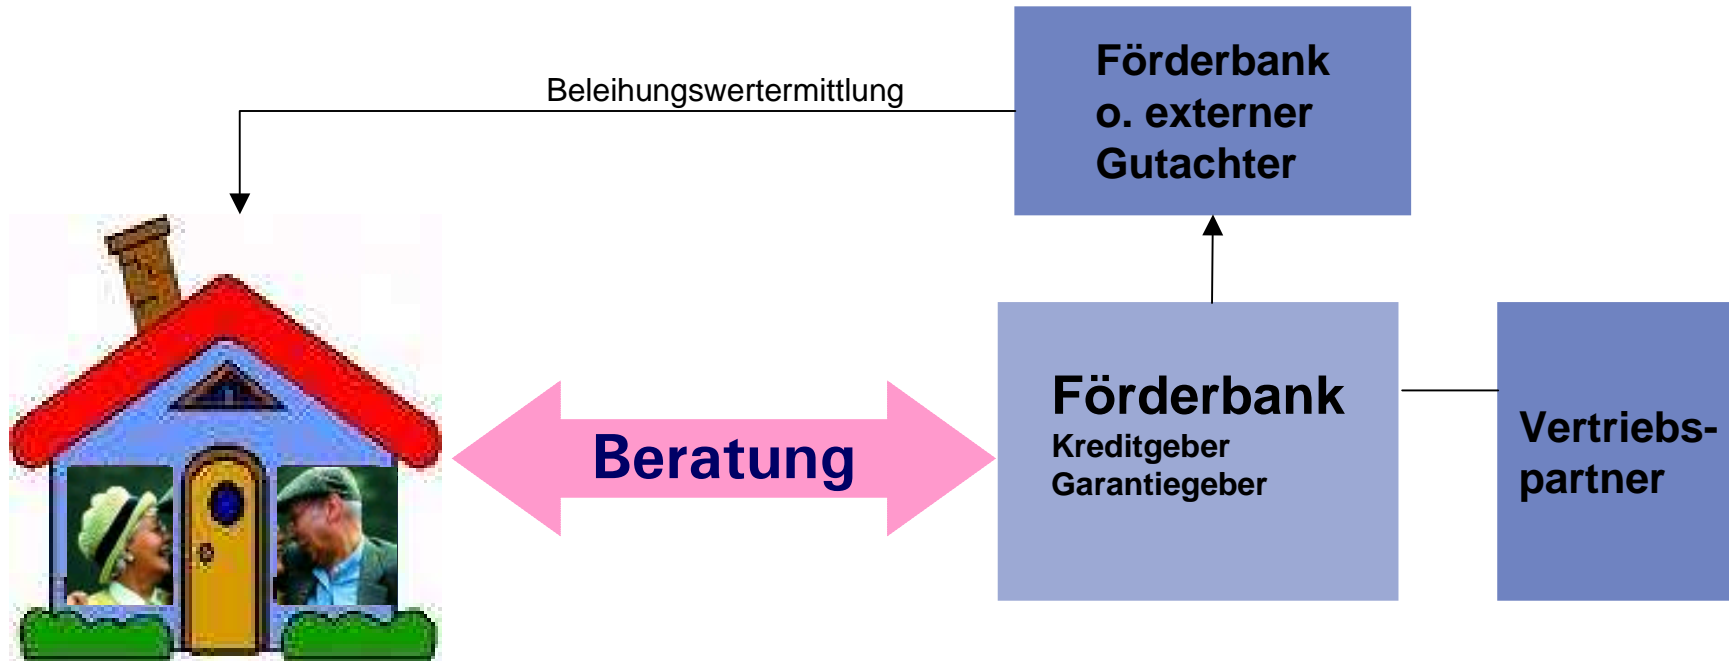 Förderbank
o. externer
Gutachter
Beleihungswertermittlung
Beratung
Förderbank
Kreditgeber
Garantiegeber
Vertriebs-
partner